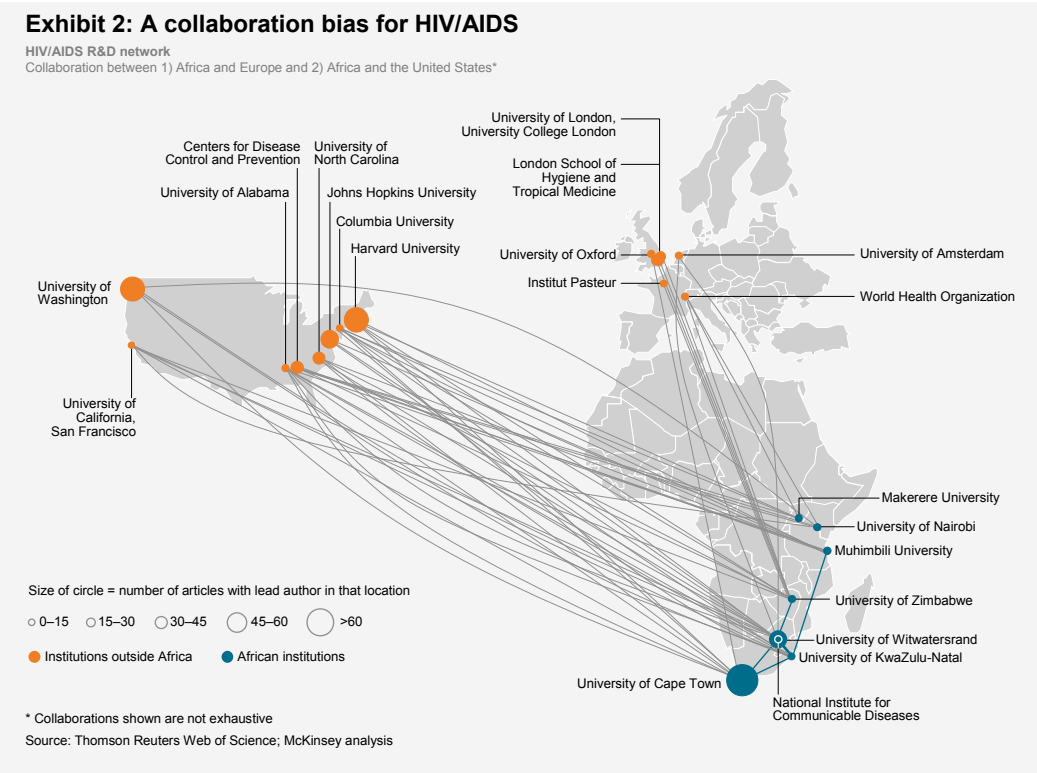 Exhibit 2: A collaboration bias for HIV/AIDS
HIV/AIDS R&D network
Collaboration between 1) Africa and Europe and 2) Africa and the United States*
University of London,
University College London
Centers for Disease
Control and Prevention
University of
North Carolina
London School of
Hygiene and
Tropical Medicine
University of Alabama
Johns Hopkins University
Columbia University
Harvard University
University of Oxford
University of Amsterdam
Institut Pasteur
World Health Organization
University of
Washington
University of
California,
San Francisco
Makerere University
University of Nairobi
Muhimbili University
University of Zimbabwe
University of Witwatersrand
University of KwaZulu-Natal
University of Cape Town
National Institute for
Communicable Diseases
Size of circle = number of articles with lead author in that location
0–15 15–30 30–45 45–60 >60
Institutions outside Africa African institutions
* Collaborations shown are not exhaustive
Source: Thomson Reuters Web of Science; McKinsey analysis